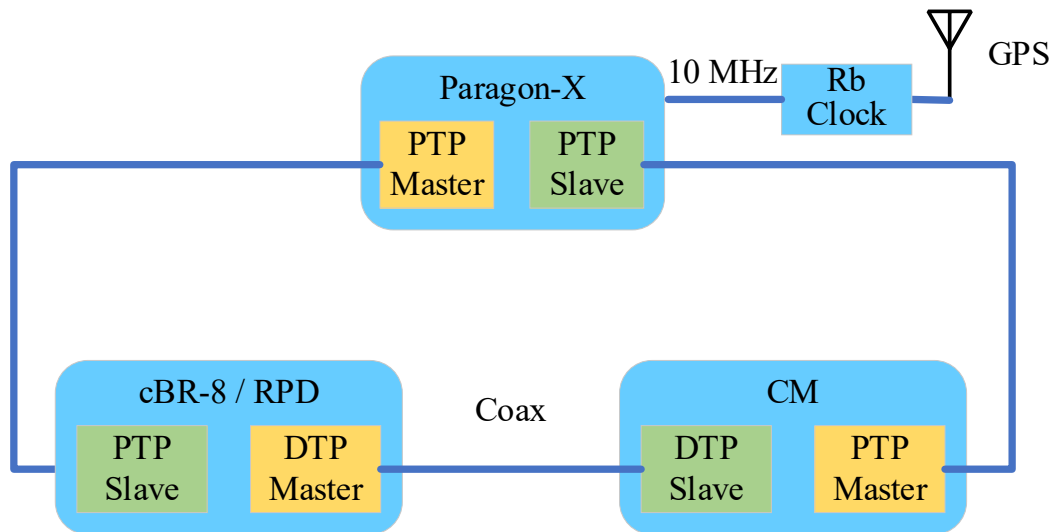 GPS
10 MHz
Rb
Clock
Paragon-X
PTP
Master
PTP
Slave
cBR-8 / RPD
PTP
Slave
DTP
Master
Coax
CM
DTP
Slave
PTP
Master